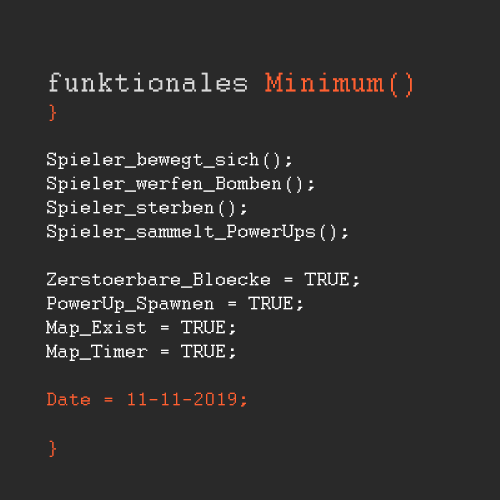 funktionales Minimum()
}
Spieler_bewegt_sich();
Spieler_werfen_Bomben();
Spieler_sterben();
Spieler_sammelt_PowerUps();
Zerstoerbare_Bloecke = TRUE;
PowerUp_Spawnen = TRUE;
Map_Exist = TRUE;
Map_Timer = TRUE;
Date = 11-11-2019;
}